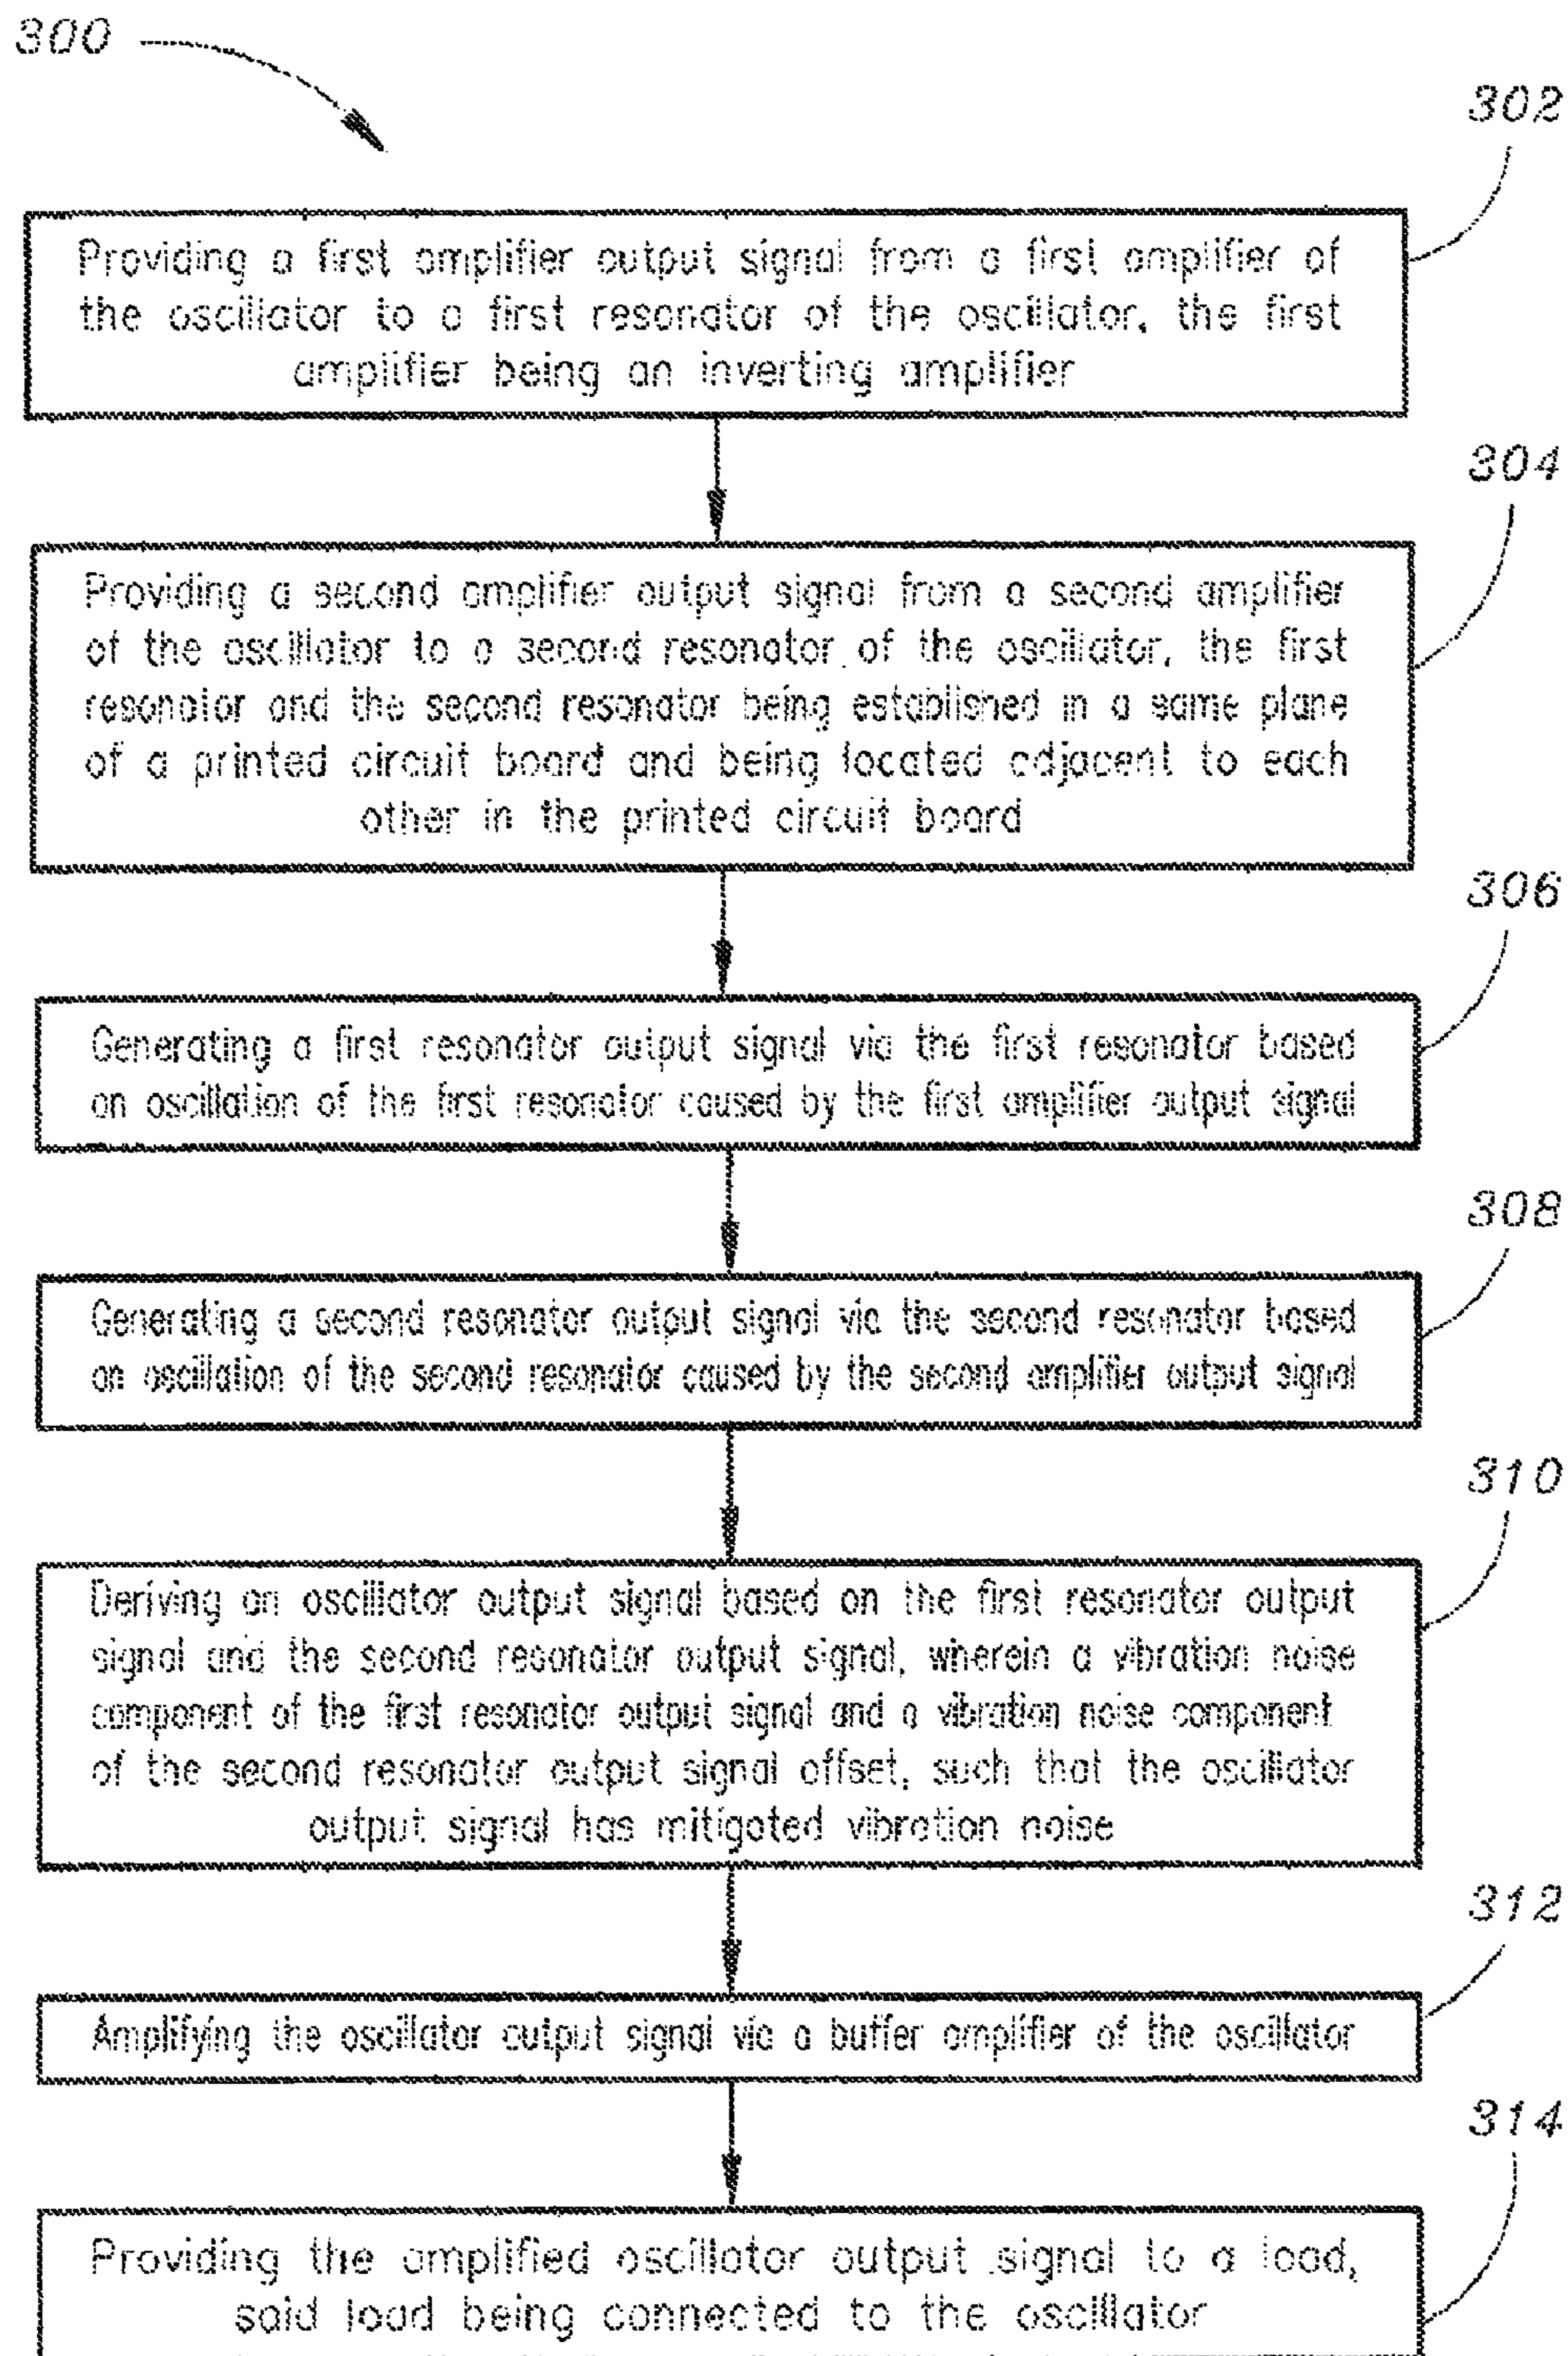 300
302
Providing a first amplifier output signal from a first amplifier of
the oscillator to a first resonator of the oscillator, the first
amplifier being an inverting amplifier
304
Providing a second amplifier output signal from a second amplifier
of the oscillator to a second resonator of the oscillator, the first
resonator and the second resonator being established in a same plane
of a printed circuit board and being located adjacent to each
other in the printed circuit board
306
Generating a first resonator output signal via the first resonator based
on oscillation of the first resonator caused by the first amplifier output signal
308
Generating a second resonator output signal via the second resonator based
on oscillation of the second resonator caused by the second amplifier output signal
310
Deriving an oscillator output signal based on the first resonator output
signal and the second resonator output signal, wherein a vibration noise
component of the first resonator output signal and a vibration noise component
of the second resonator output signal offset, such that the oscillator
output signal has mitigated vibration noise
312
Amplifying the oscillator output signal via a buffer amplifier of the oscillator
314
Providing the amplified oscillator output signal to a load,
said load being connected to the oscillator